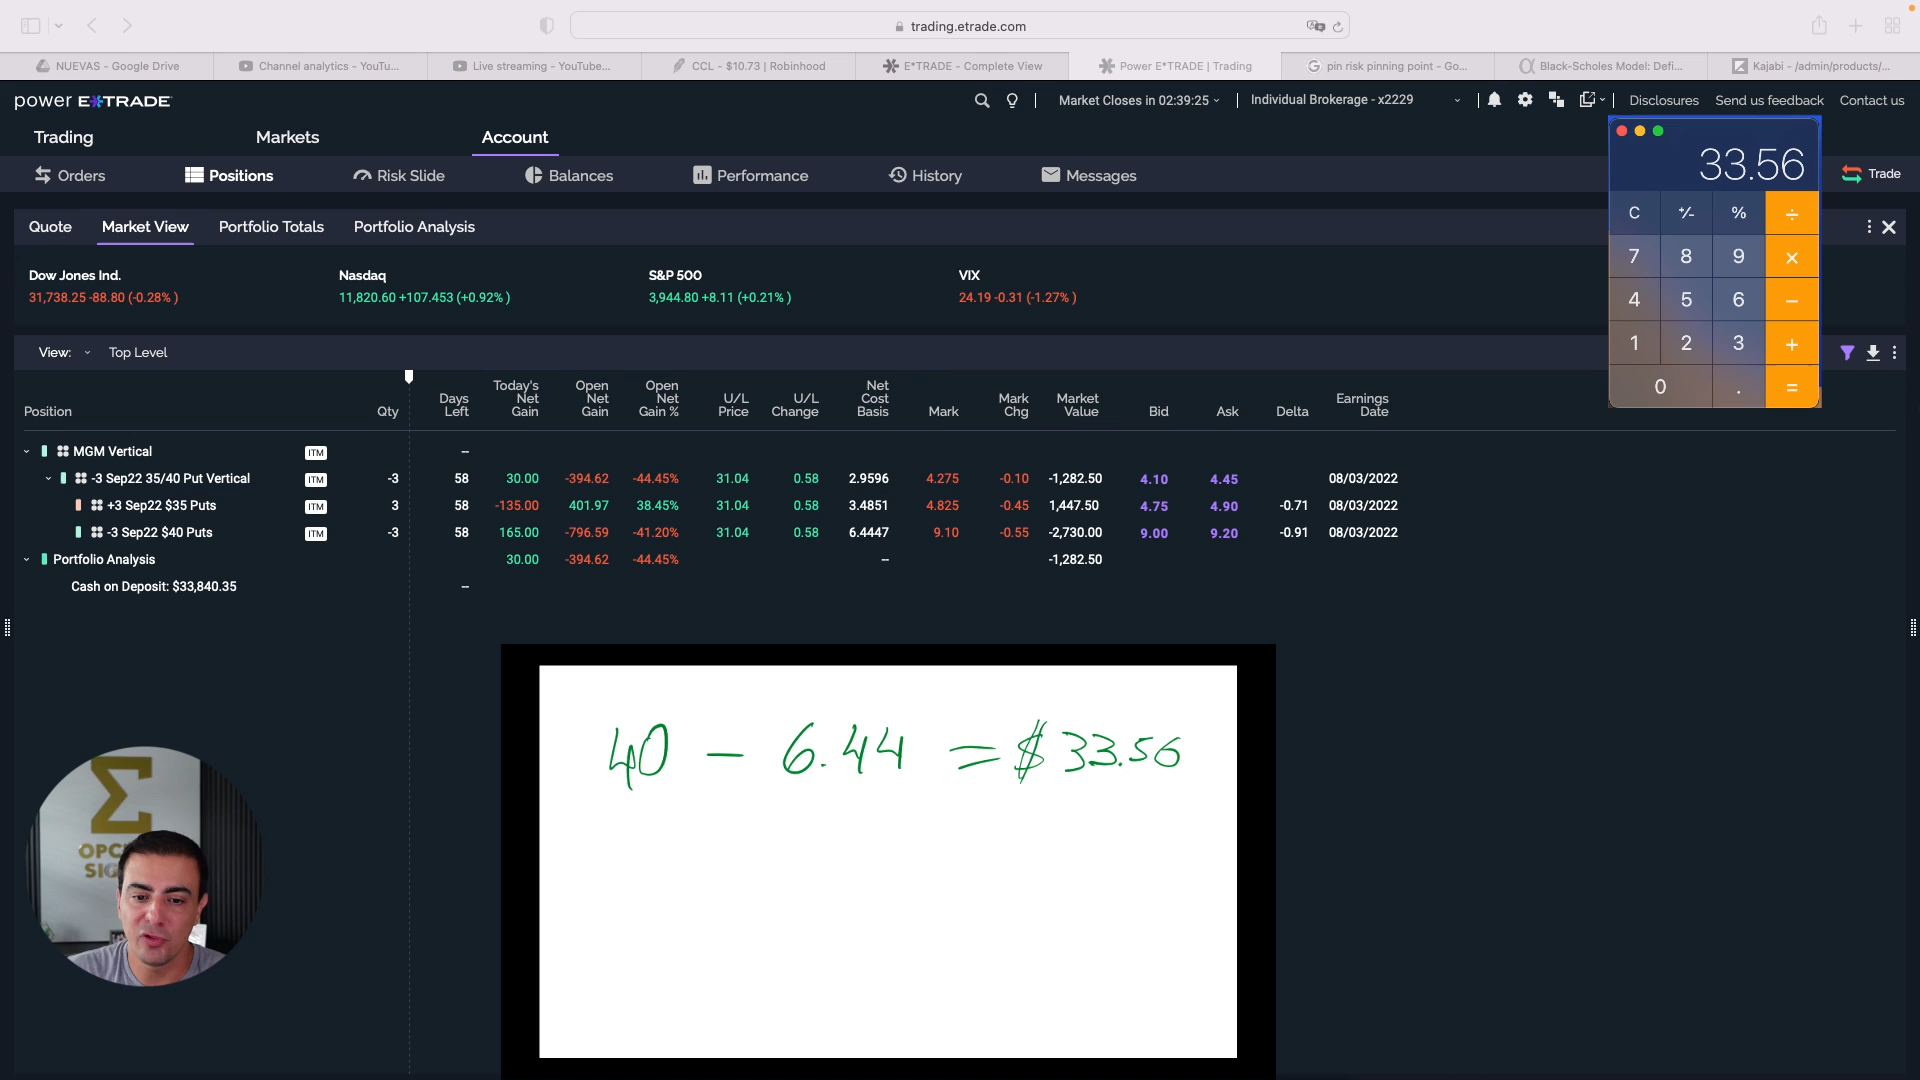 trading.etrade.com
NUEVAS - Google Drive
Channel analytics - YouTu...
Live streaming - YouTube...
CCL - $10.73 | Robinhood
E*TRADE - Complete View
Power E*TRADE | Trading
pin risk pinning point - Go...
Black-Scholes Model: Defi...
Kajabi - /admin/products/...
power E*TRADE
Market Closes in 02:39:25
Individual Brokerage - x2229
Disclosures
Send us feedback
Contact us
Trading
Markets
Account
Orders
Positions
Risk Slide
Balances
Performance
History
Messages
Trade
33.56
C +⁄- % ÷
7 8 9 ×
4 5 6 −
1 2 3 +
0 . =
Quote
Market View
Portfolio Totals
Portfolio Analysis
Dow Jones Ind.
31,738.25 -88.80 (-0.28% )
Nasdaq
11,820.60 +107.453 (+0.92% )
S&P 500
3,944.80 +8.11 (+0.21% )
VIX
24.19 -0.31 (-1.27% )
View: Top Level
Position Qty Days Left Today's Net Gain Open Net Gain Open Net Gain % U/L Price U/L Change Net Cost Basis Mark Mark Chg Market Value Bid Ask Delta Earnings Date
MGM Vertical ITM --
-3 Sep22 35/40 Put Vertical ITM -3 58 30.00 -394.62 -44.45% 31.04 0.58 2.9596 4.275 -0.10 -1,282.50 4.10 4.45 08/03/2022
+3 Sep22 $35 Puts ITM 3 58 -135.00 401.97 38.45% 31.04 0.58 3.4851 4.825 -0.45 1,447.50 4.75 4.90 -0.71 08/03/2022
-3 Sep22 $40 Puts ITM -3 58 165.00 -796.59 -41.20% 31.04 0.58 6.4447 9.10 -0.55 -2,730.00 9.00 9.20 -0.91 08/03/2022
Portfolio Analysis 30.00 -394.62 -44.45% -- -1,282.50
Cash on Deposit: $33,840.35 --
40 - 6.44 = $33.56
Σ